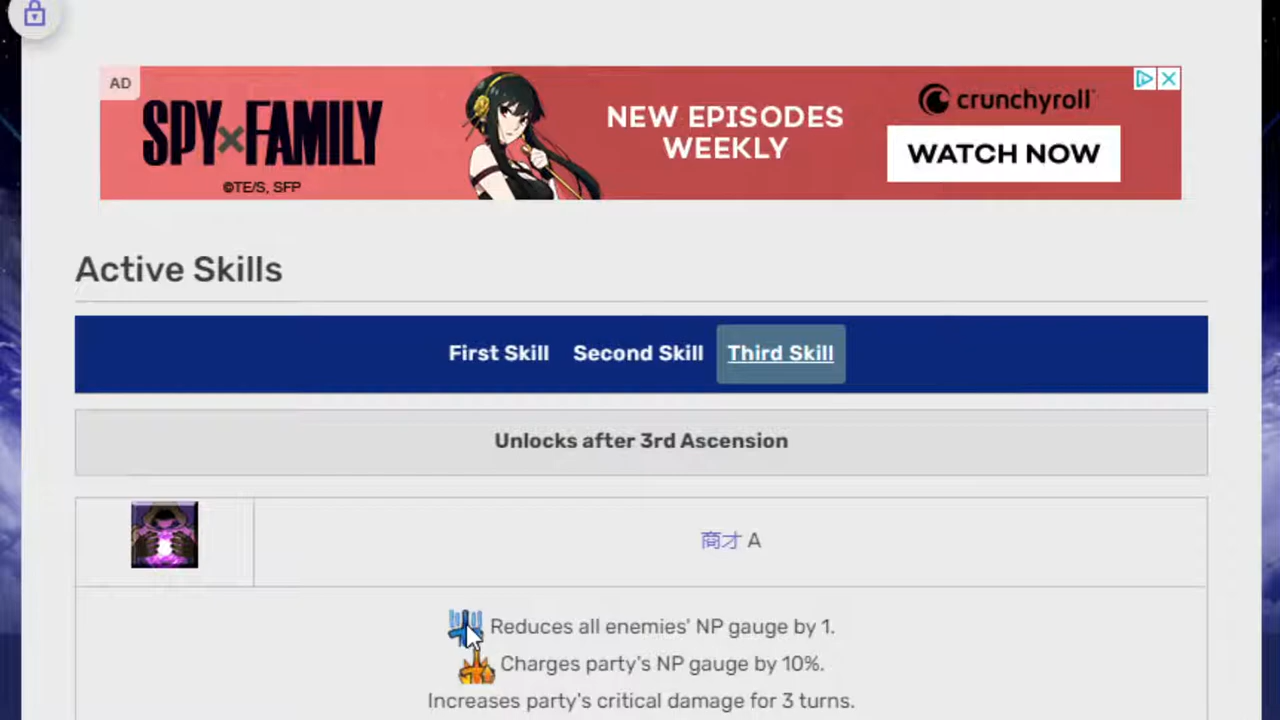 AD
SPY×FAMILY
©TE/S, SFP
NEW EPISODES
WEEKLY
crunchyroll
WATCH NOW
Active Skills
First Skill Second Skill Third Skill
Unlocks after 3rd Ascension
商才 A
Reduces all enemies' NP gauge by 1.
Charges party's NP gauge by 10%.
Increases party's critical damage for 3 turns.